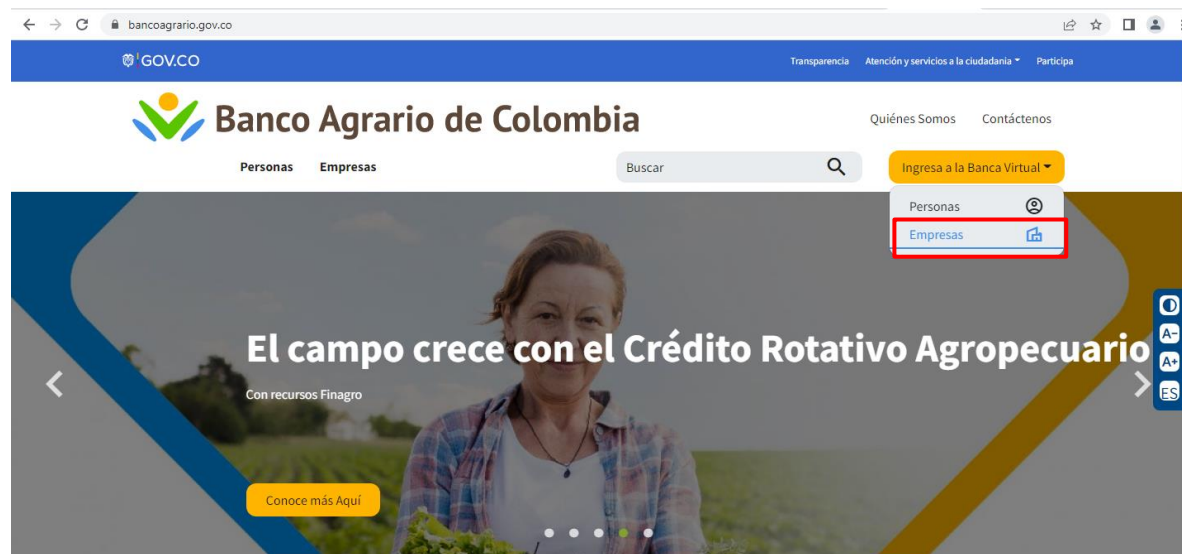 bancoagrario.gov.co
GOV.CO
Transparencia Atención y servicios a la ciudadania Participa
Banco Agrario de Colombia
Quiénes Somos Contáctenos
Personas Empresas Buscar Ingresa a la Banca Virtual
Personas
Empresas
El campo crece con el Crédito Rotativo Agropecuario
Con recursos Finagro
Conoce más Aquí
A-
A+
ES